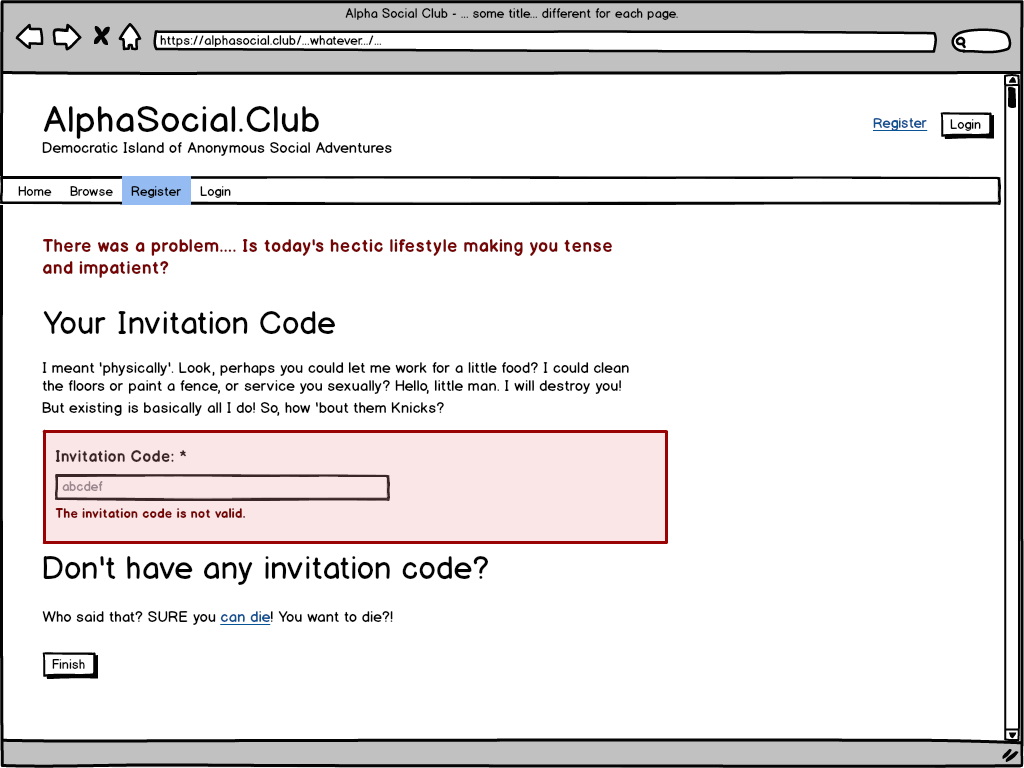 Alpha Social Club - ... some title... different for each page.
https://alphasocial.club/...whatever.../...
AlphaSocial.Club
Democratic Island of Anonymous Social Adventures
Register Login
Home Browse Register Login
There was a problem.... Is today's hectic lifestyle making you tense
and impatient?
Your Invitation Code
I meant 'physically'. Look, perhaps you could let me work for a little food? I could clean
the floors or paint a fence, or service you sexually? Hello, little man. I will destroy you!
But existing is basically all I do! So, how 'bout them Knicks?
Invitation Code: *
abcdef
The invitation code is not valid.
Don't have any invitation code?
Who said that? SURE you can die! You want to die?!
Finish